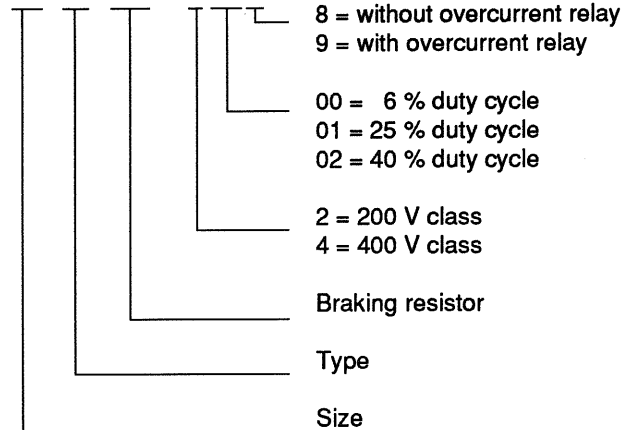 8 = without overcurrent relay
9 = with overcurrent relay
00 = 6 % duty cycle
01 = 25 % duty cycle
02 = 40 % duty cycle
2 = 200 V class
4 = 400 V class
Braking resistor
Type
Size